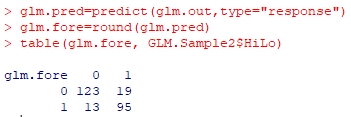 > glm.pred=predict(glm.out,type="response")
> glm.fore=round(glm.pred)
> table(glm.fore, GLM.Sample2$HiLo)
glm.fore   0   1
       0 123  19
       1  13  95